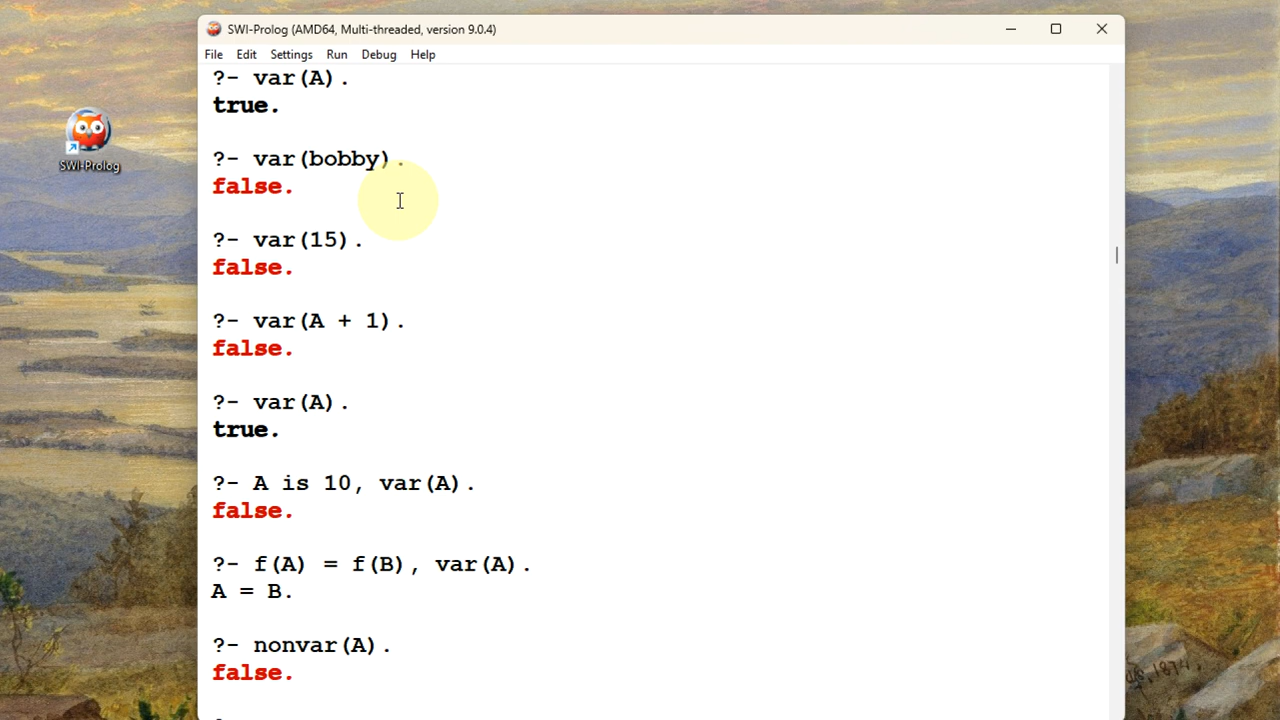 SWI-Prolog (AMD64, Multi-threaded, version 9.0.4)
File Edit Settings Run Debug Help
?- var(A).
true.
?- var(bobby).
false.
?- var(15).
false.
?- var(A + 1).
false.
?- var(A).
true.
?- A is 10, var(A).
false.
?- f(A) = f(B), var(A).
A = B.
?- nonvar(A).
false.
SWI-Prolog
1874